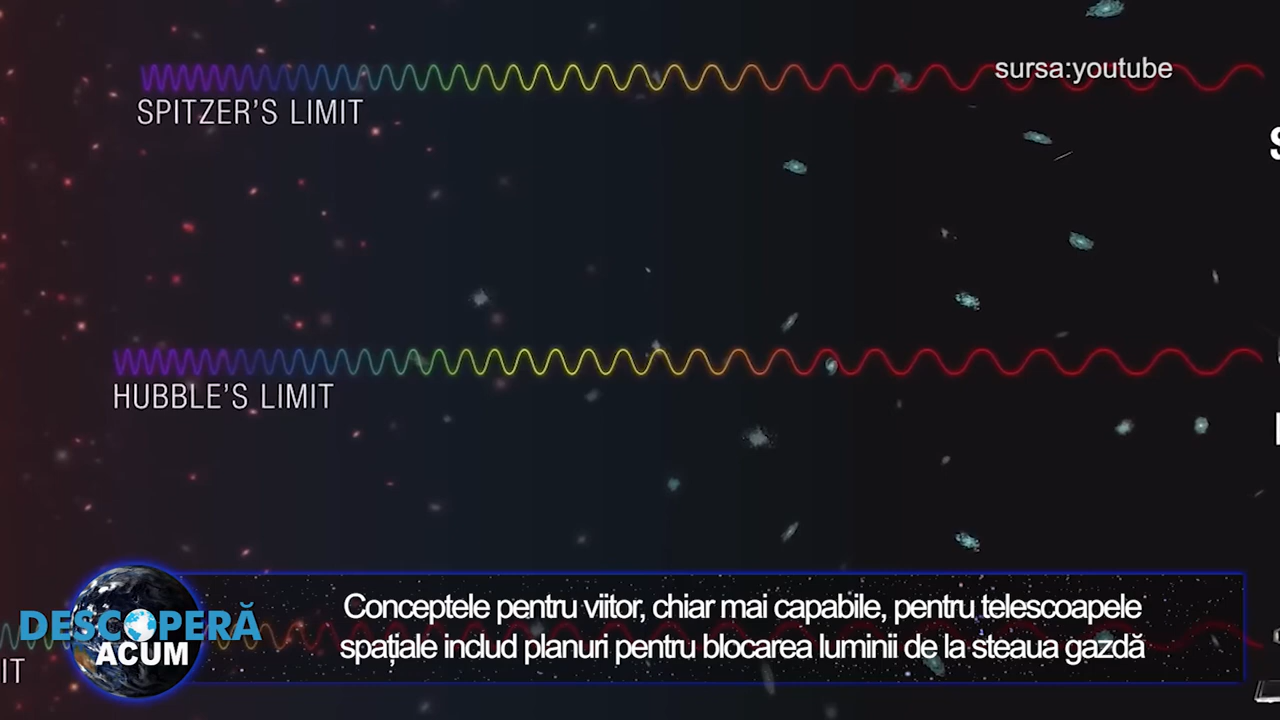 sursa:youtube
SPITZER'S LIMIT
HUBBLE'S LIMIT
Conceptele pentru viitor, chiar mai capabile, pentru telescoapele
spațiale includ planuri pentru blocarea luminii de la steaua gazdă
DESCOPERĂ
ACUM
IT